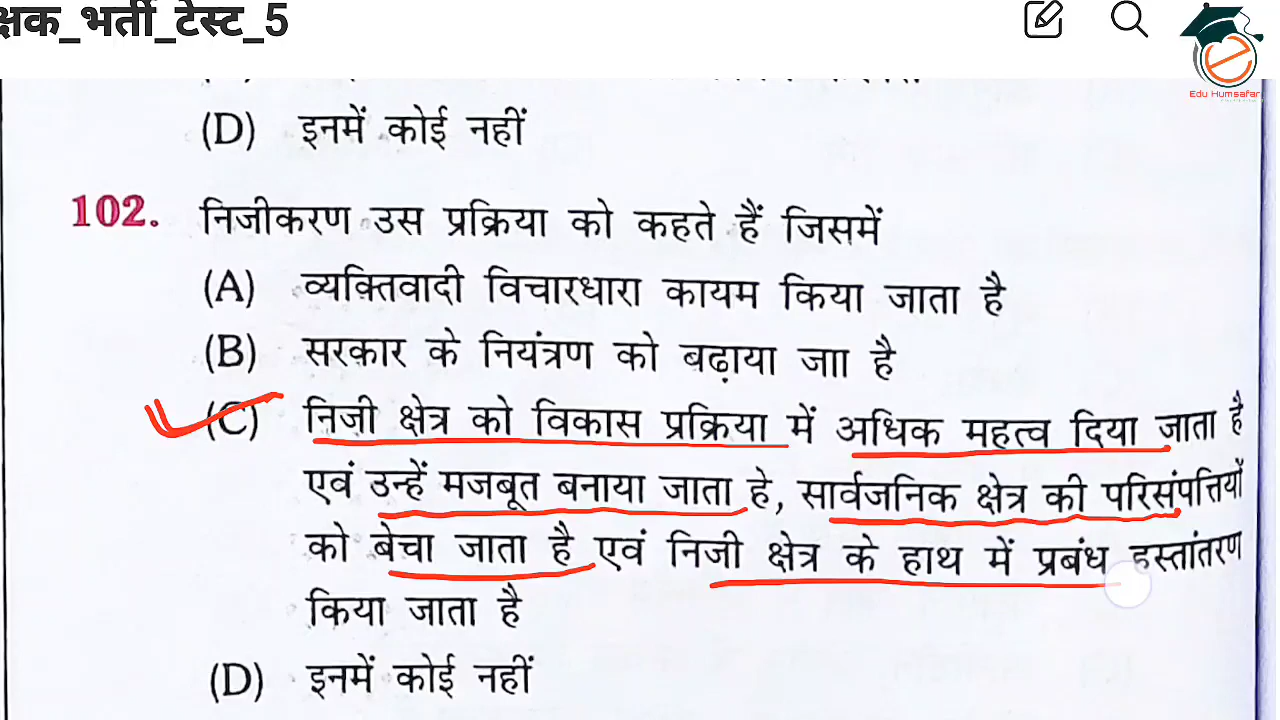 क्षक_भर्ती_टेस्ट_5
Edu Humsafar
(D) इनमें कोई नहीं
102. निजीकरण उस प्रक्रिया को कहते हैं जिसमें
(A) व्यक्तिवादी विचारधारा कायम किया जाता है
(B) सरकार के नियंत्रण को बढ़ाया जाा है
(C) निजी क्षेत्र को विकास प्रक्रिया में अधिक महत्व दिया जाता है
एवं उन्हें मजबूत बनाया जाता हे, सार्वजनिक क्षेत्र की परिसंपत्तियों
को बेचा जाता है एवं निजी क्षेत्र के हाथ में प्रबंध हस्तांतरण
किया जाता है
(D) इनमें कोई नहीं